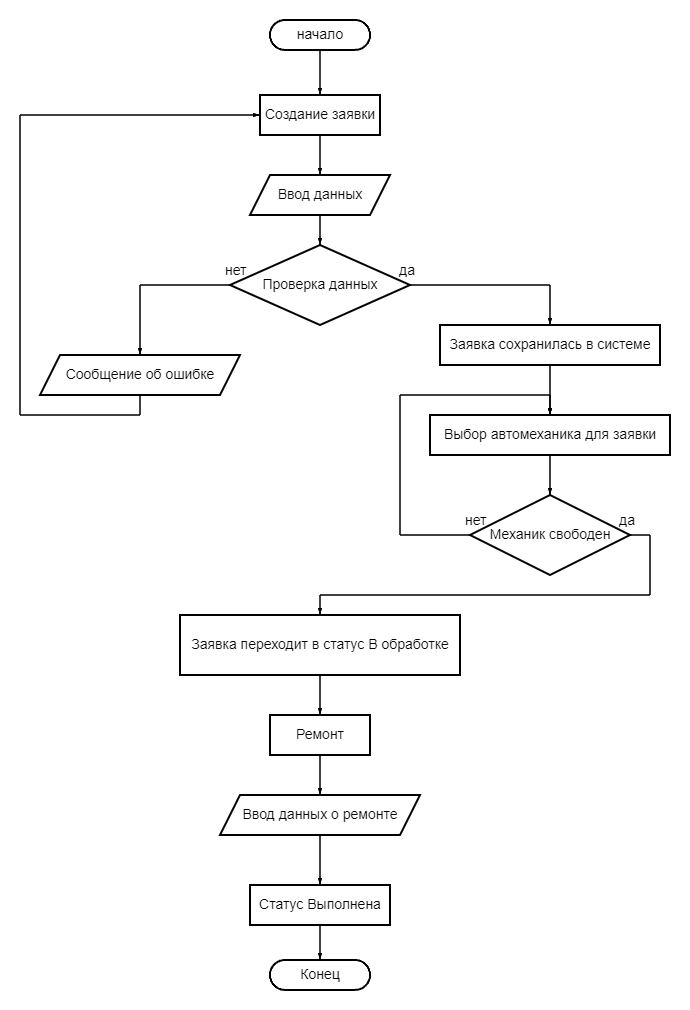 начало
Создание заявки
Ввод данных
нет
да
Проверка данных
Заявка сохранилась в системе
Сообщение об ошибке
Выбор автомеханика для заявки
нет
да
Механик свободен
Заявка переходит в статус В обработке
Ремонт
Ввод данных о ремонте
Статус Выполнена
Конец